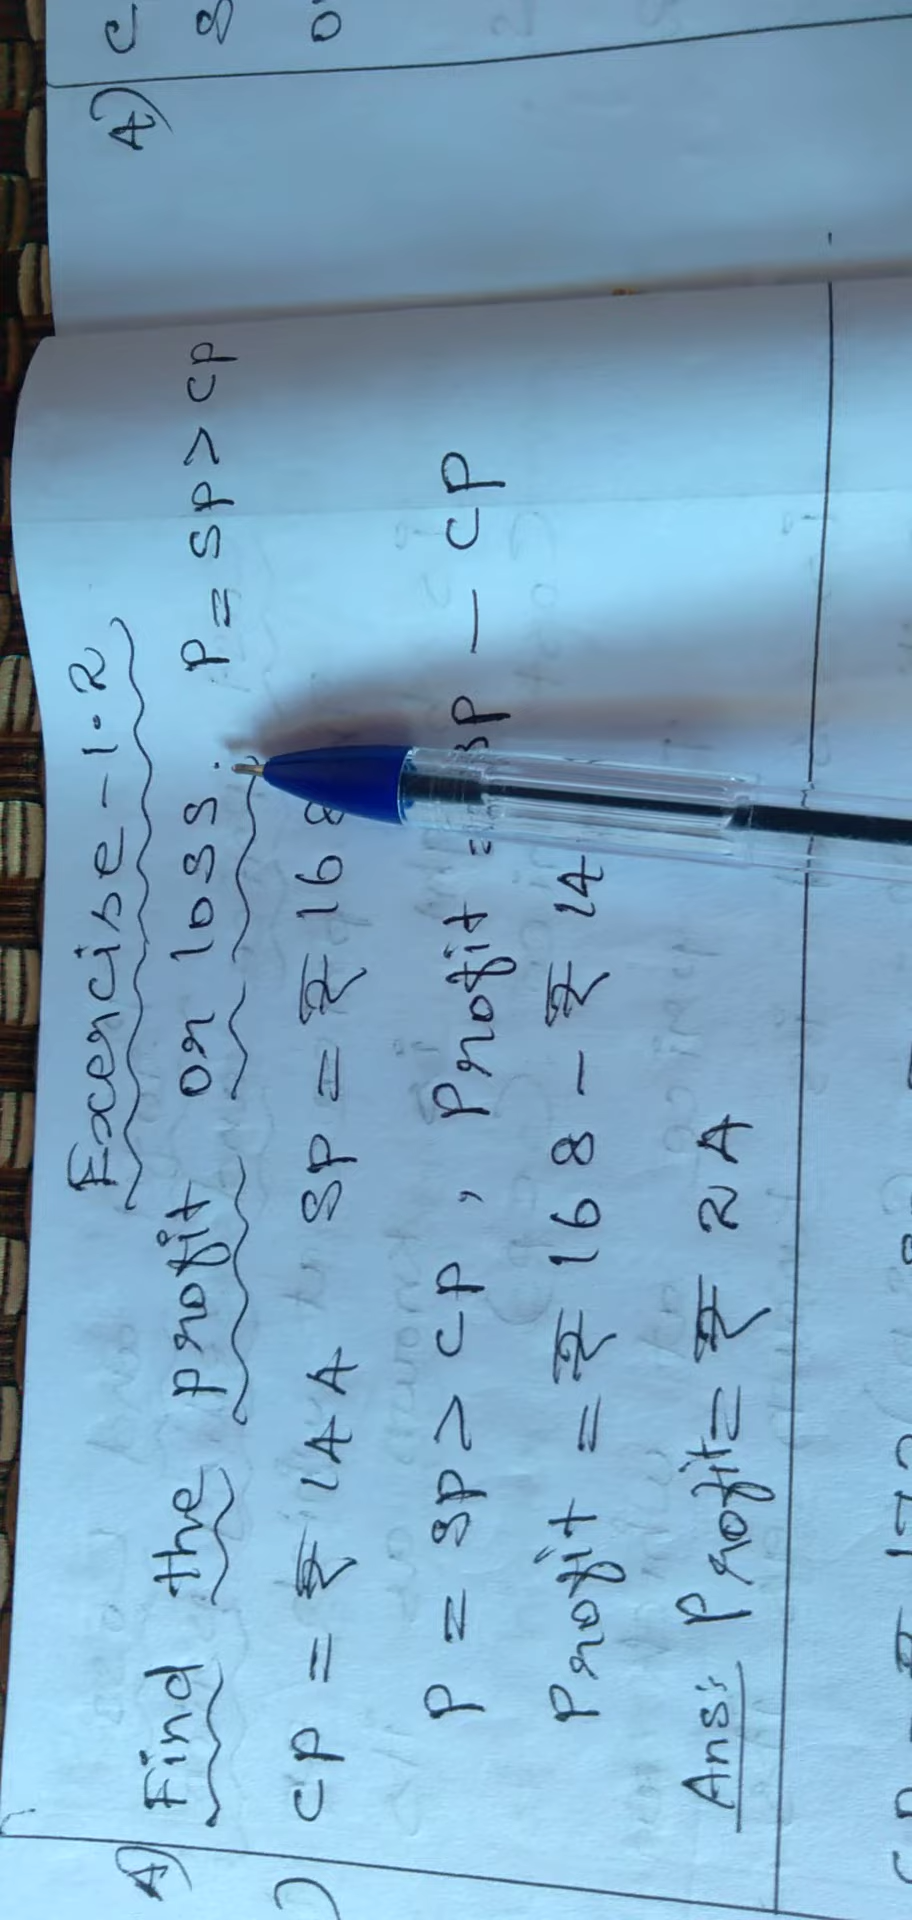 Excercise-1.2
A) Find the profit or loss. P = SP > CP
) CP = ₹ 144 SP = ₹ 168
P = SP > CP, Profit = SP - CP
Profit = ₹ 168 - ₹ 14
Ans: Profit = ₹ 24
A)